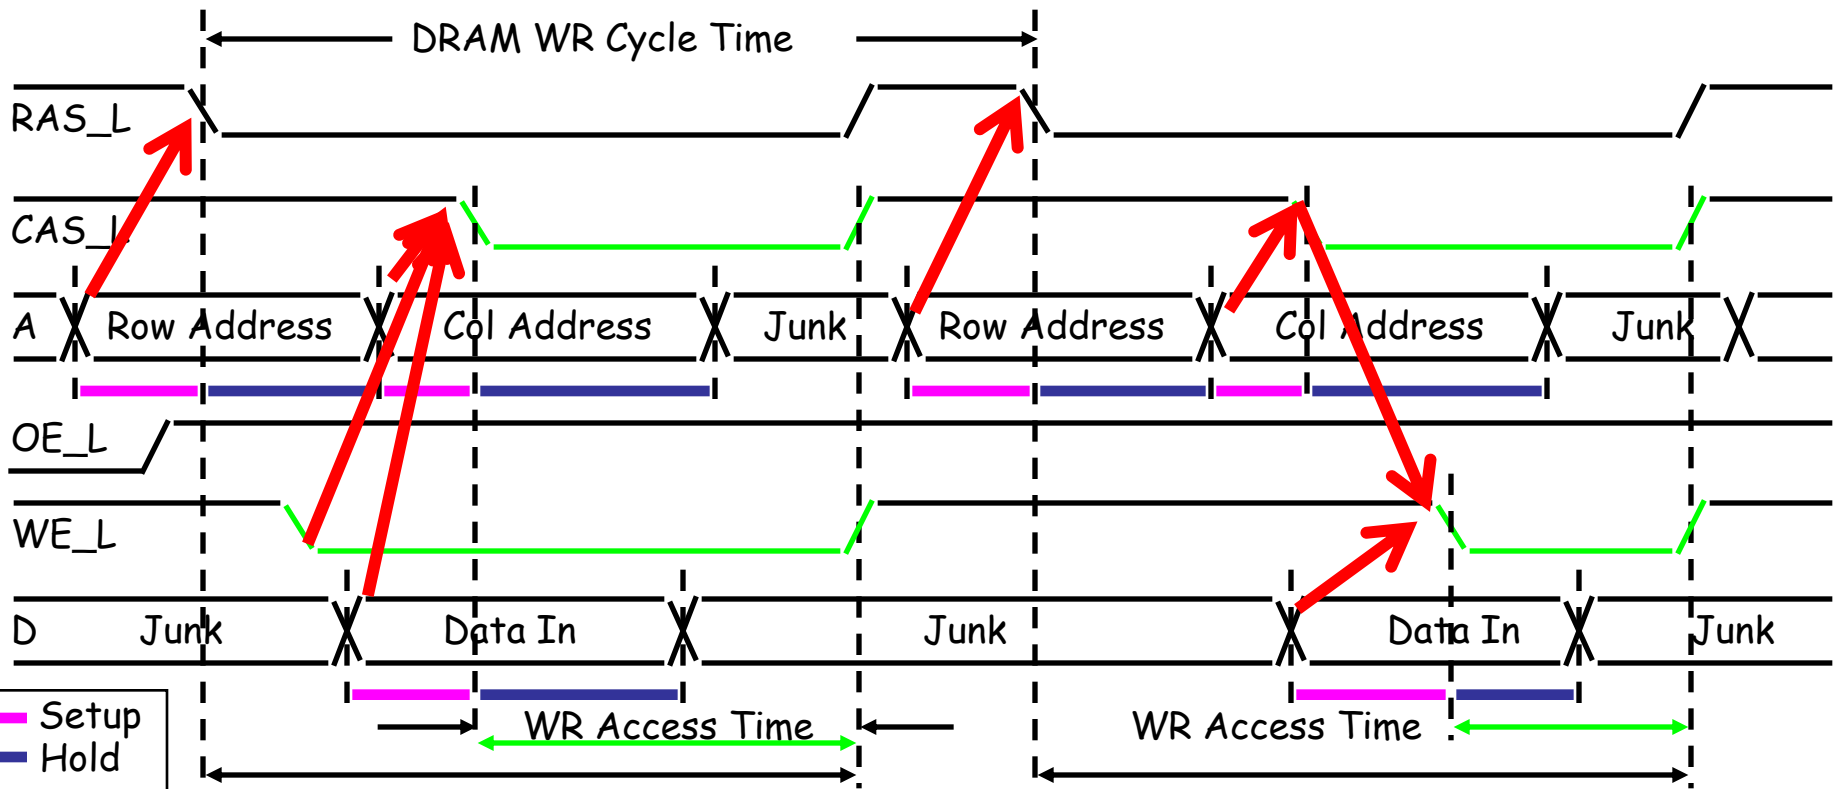 DRAM WR Cycle Time
RAS_L
CAS_L
A Row Address Col Address Junk Row Address Col Address Junk
OE_L
WE_L
D Junk Data In Junk Data In Junk
Setup WR Access Time WR Access Time
Hold